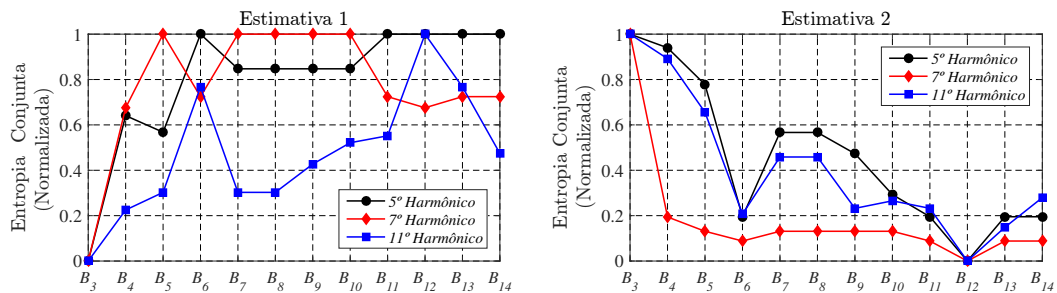 Estimativa 1
Entropia Conjunta
(Normalizada)
1
0.8
0.6
0.4
0.2
0
5º Harmônico
7º Harmônico
11º Harmônico
B3 B4 B5 B6 B7 B8 B9 B10 B11 B12 B13 B14
Estimativa 2
Entropia Conjunta
(Normalizada)
1
0.8
0.6
0.4
0.2
0
5º Harmônico
7º Harmônico
11º Harmônico
B3 B4 B5 B6 B7 B8 B9 B10 B11 B12 B13 B14